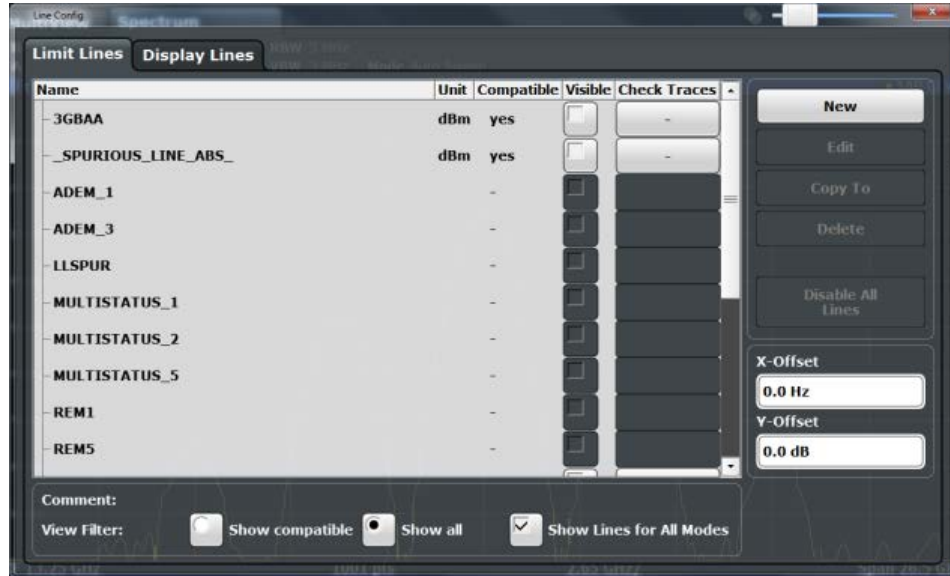 Line Config
Spectrum
Limit Lines Display Lines
Name Unit Compatible Visible Check Traces
3GBAA dBm yes -
_SPURIOUS_LINE_ABS_ dBm yes -
ADEM_1 -
ADEM_3 -
LLSPUR -
MULTISTATUS_1 -
MULTISTATUS_2 -
MULTISTATUS_5 -
REM1 -
REM5 -
New
Edit
Copy To
Delete
Disable All
Lines
X-Offset
0.0 Hz
Y-Offset
0.0 dB
Comment:
View Filter: Show compatible Show all Show Lines for All Modes
1001 pts